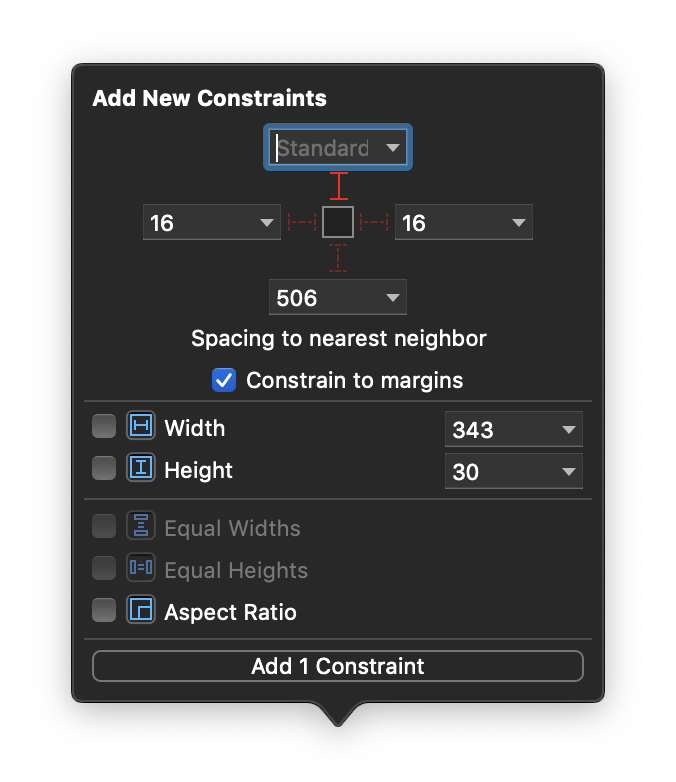 Add New Constraints
Standard
16
16
506
Spacing to nearest neighbor
Constrain to margins
Width 343
Height 30
Equal Widths
Equal Heights
Aspect Ratio
Add 1 Constraint